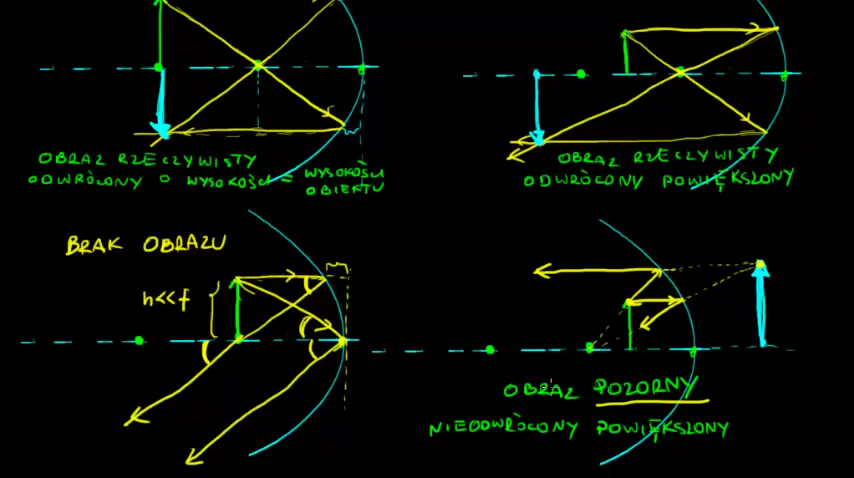 OBRAZ RZECZYWISTY
ODWRÓCONY O WYSOKOŚCI = WYSOKOŚCI
OBIEKTU
OBRAZ RZECZYWISTY
ODWRÓCONY POWIĘKSZONY
BRAK OBRAZU
h<<f
OBRAZ POZORNY
NIEODWRÓCONY POWIĘKSZONY